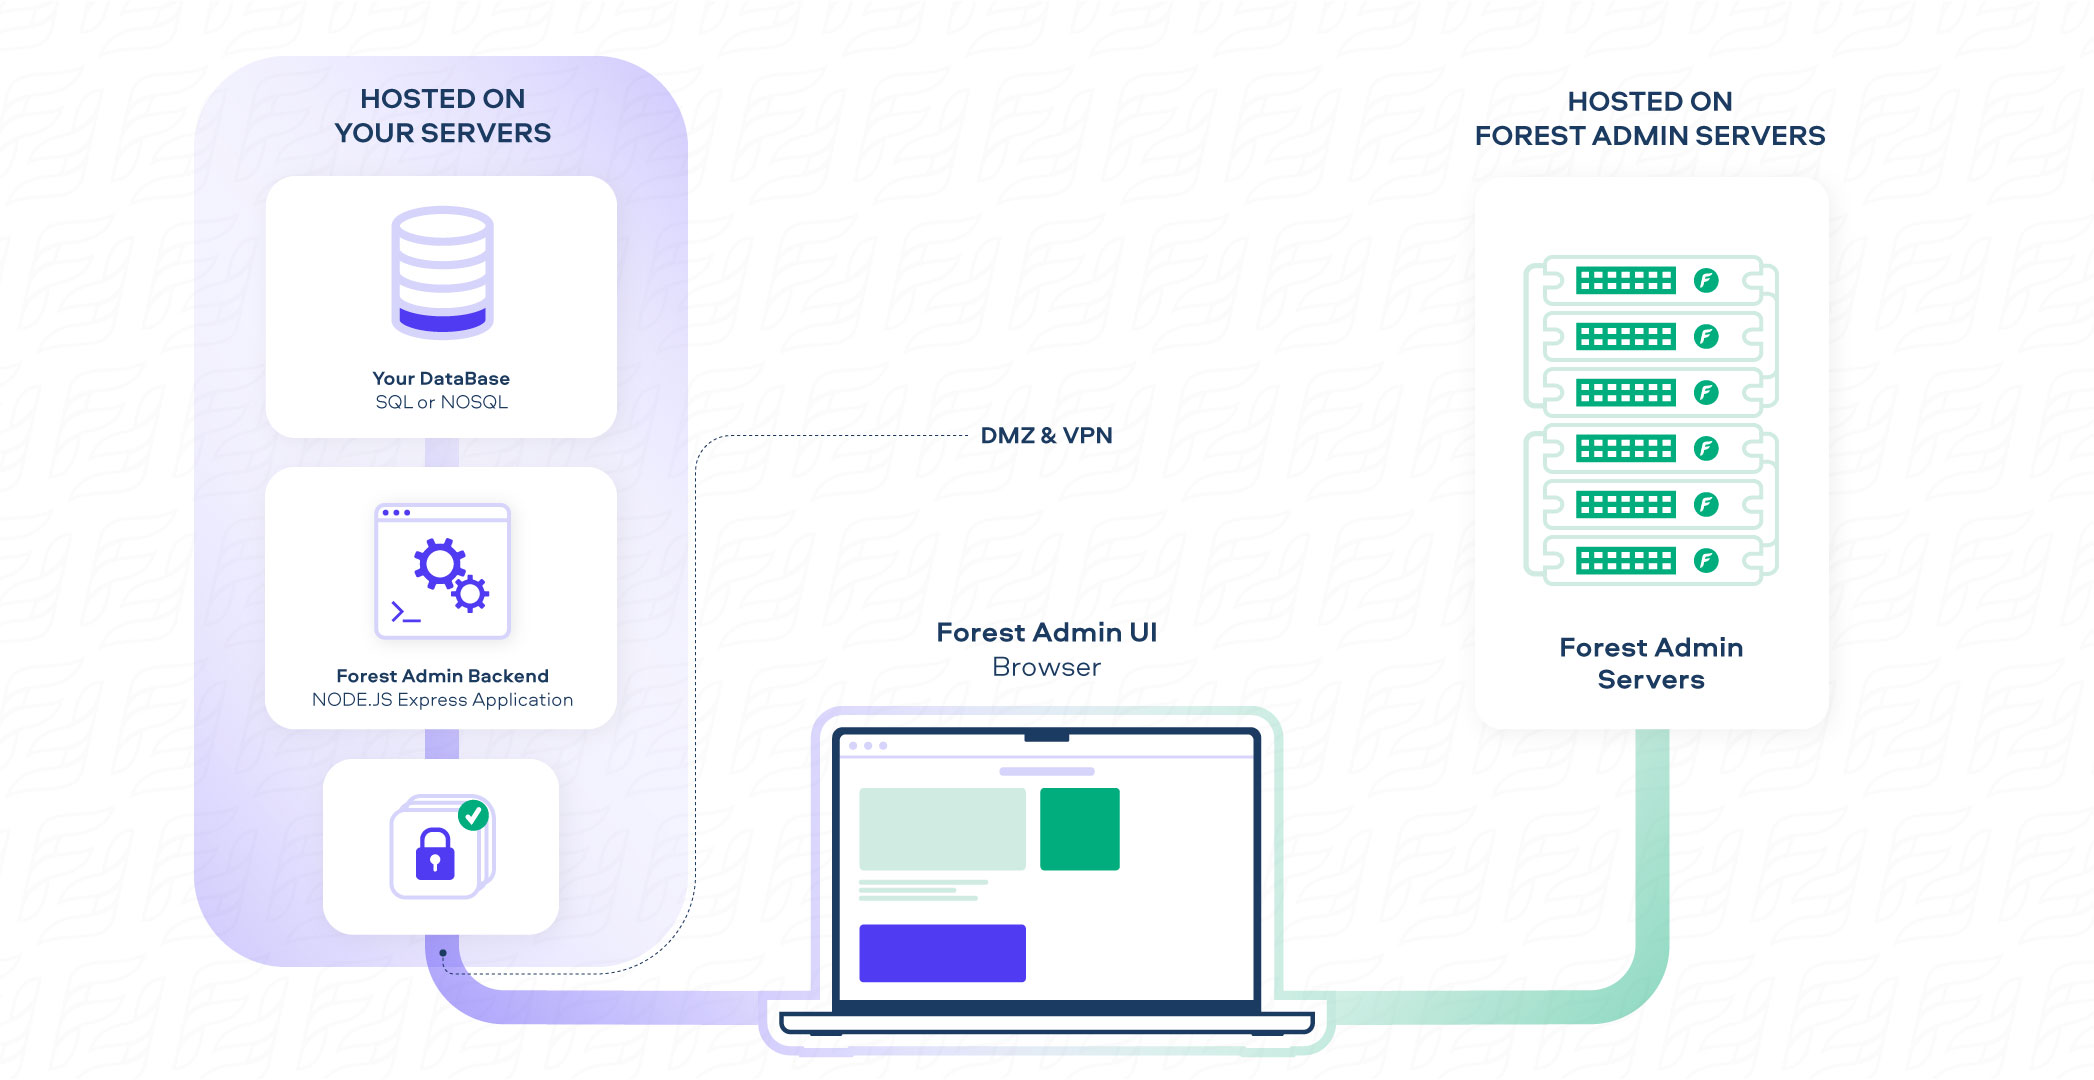 HOSTED ON
YOUR SERVERS
Your DataBase
SQL or NOSQL
Forest Admin Backend
NODE.JS Express Application
DMZ & VPN
Forest Admin UI
Browser
HOSTED ON
FOREST ADMIN SERVERS
F
F
F
F
F
F
Forest Admin
Servers